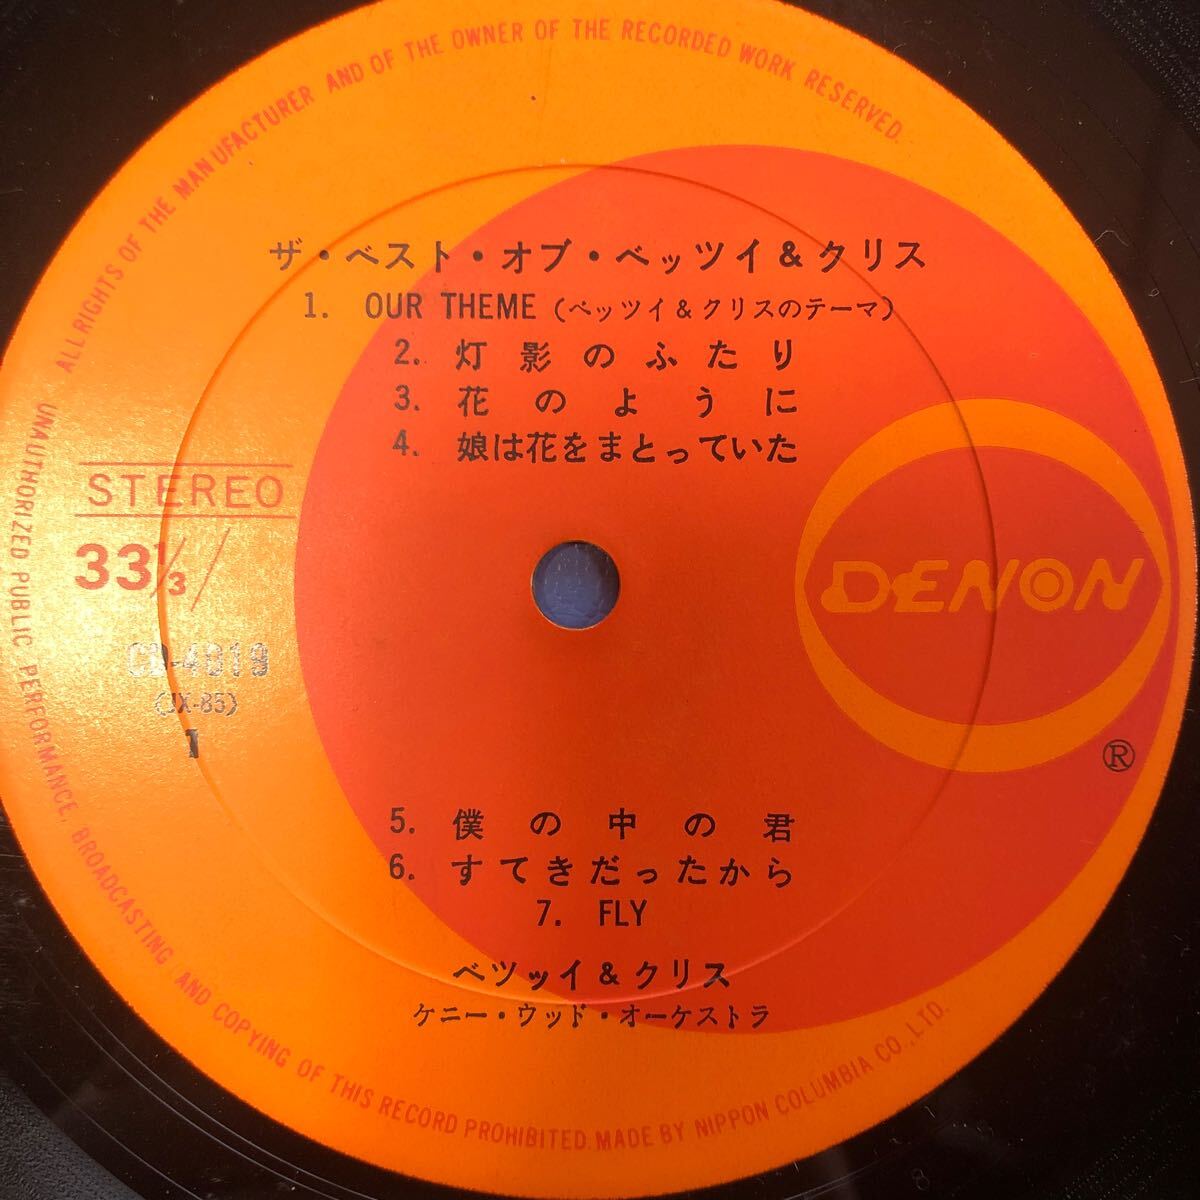 ALL RIGHTS OF THE MANUFACTURER AND OF THE OWNER OF THE RECORDED WORK RESERVED.
ザ・ベスト・オブ・ベッツイ&クリス
1. OUR THEME (ベッツイ&クリスのテーマ)
2. 灯影のふたり
3. 花のように
4. 娘は花をまとっていた
STEREO
33 1/3
DENON
®
(JX-85)
1
5. 僕の中の君
6. すてきだったから
7. FLY
ベツッイ&クリス
ケニー・ウッド・オーケストラ
UNAUTHORIZED PUBLIC PERFORMANCE, BROADCASTING AND COPYING OF THIS RECORD PROHIBITED. MADE BY NIPPON COLUMBIA CO., LTD.